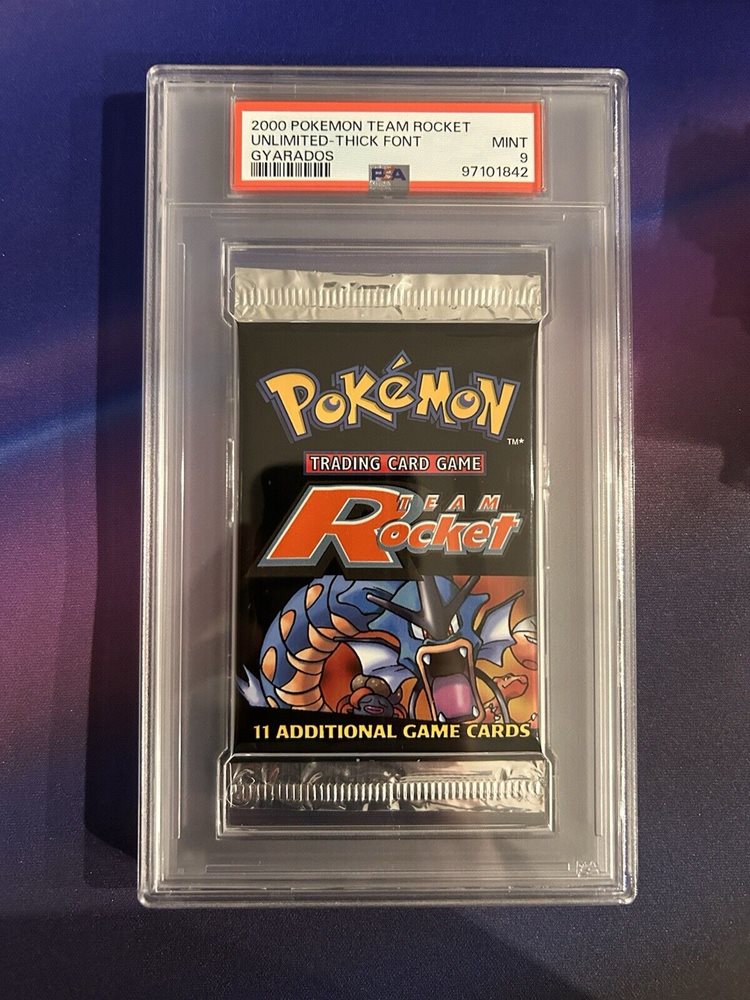 2000 POKEMON TEAM ROCKET
UNLIMITED-THICK FONT MINT
GYARADOS 9
PSA 97101842
POKéMON
TM*
TRADING CARD GAME
TEAM
Rocket
11 ADDITIONAL GAME CARDS
PSA